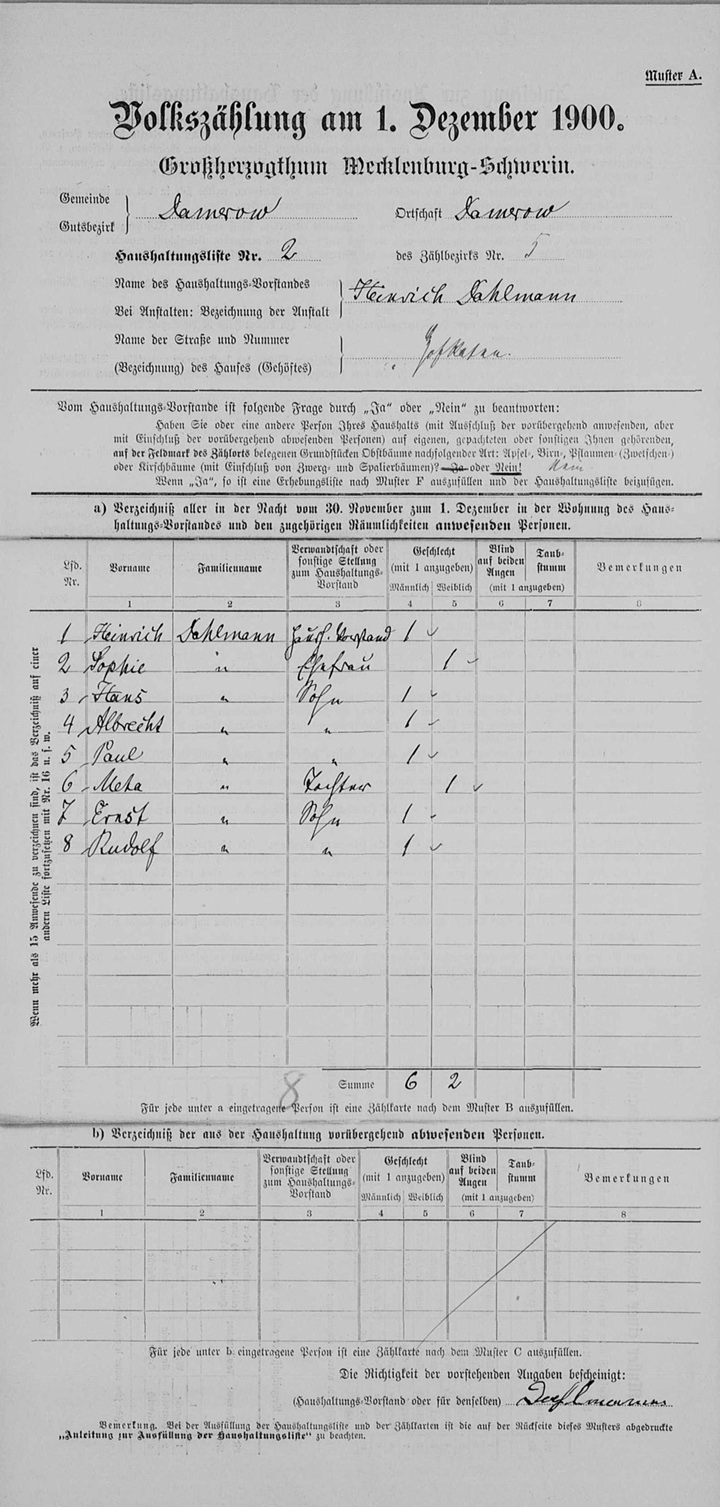 Muster A.
Volkszählung am 1. Dezember 1900.
Großherzogthum Mecklenburg-Schwerin.
Gemeinde
Gutsbezirk } Damerow Ortschaft Damerow
Haushaltungsliste Nr. 2 des Zählbezirks Nr. 5
Name des Haushaltungs-Vorstandes
Bei Anstalten: Bezeichnung der Anstalt } Heinrich Dahlmann
Name der Straße und Nummer
(Bezeichnung) des Hauses (Gehöftes) } Hofkaten.
Vom Haushaltungs-Vorstande ist folgende Frage durch „Ja" oder „Nein" zu beantworten:
Haben Sie oder eine andere Person Ihres Haushalts (mit Ausschluß der vorübergehend anwesenden, aber
mit Einschluß der vorübergehend abwesenden Personen) auf eigenen, gepachteten oder sonstigen Ihnen gehörenden,
auf der Feldmark des Zählorts belegenen Grundstücken Obstbäume nachfolgender Art: Apfel-, Birn-, Pflaumen- (Zwetschen-)
oder Kirschbäume (mit Einschluß von Zwerg- und Spalierbäumen)? Ja oder Nein! Nein
Wenn „Ja", so ist eine Erhebungsliste nach Muster F auszufüllen und der Haushaltungsliste beizufügen.
a) Verzeichniß aller in der Nacht vom 30. November zum 1. Dezember in der Wohnung des Haus-
haltungs-Vorstandes und den zugehörigen Räumlichkeiten anwesenden Personen.
Lfd. Nr. Vorname Familienname Verwandtschaft oder sonstige Stellung zum Haushaltungs-Vorstand Geschlecht (mit 1 anzugeben) Männlich Weiblich Blind auf beiden Augen Taub-stumm (mit 1 anzugeben) Bemerkungen
1 2 3 4 5 6 7 8
1 Heinrich Dahlmann Haush. Vorstand 1
2 Sophie " Ehefrau 1
3 Hans " Sohn 1
4 Albrecht " " 1
5 Paul " " 1
6 Meta " Tochter 1
7 Ernst " Sohn 1
8 Rudolf " " 1
Wenn mehr als 15 Anwesende zu verzeichnen sind, ist das Verzeichniß auf einer
andern Liste fortzusetzen mit Nr. 16 u. s. w.
8 Summe 6 2
Für jede unter a eingetragene Person ist eine Zählkarte nach dem Muster B auszufüllen.
b) Verzeichniß der aus der Haushaltung vorübergehend abwesenden Personen.
Lfd. Nr. Vorname Familienname Verwandtschaft oder sonstige Stellung zum Haushaltungs-Vorstand Geschlecht (mit 1 anzugeben) Männlich Weiblich Blind auf beiden Augen Taub-stumm (mit 1 anzugeben) Bemerkungen
1 2 3 4 5 6 7 8
Für jede unter b eingetragene Person ist eine Zählkarte nach dem Muster C auszufüllen.
Die Richtigkeit der vorstehenden Angaben bescheinigt:
(Haushaltungs-Vorstand oder für denselben) Dahlmann
Bemerkung. Bei der Ausfüllung der Haushaltungsliste und der Zählkarten ist die auf der Rückseite dieses Musters abgedruckte
„Anleitung zur Ausfüllung der Haushaltungsliste" zu beachten.